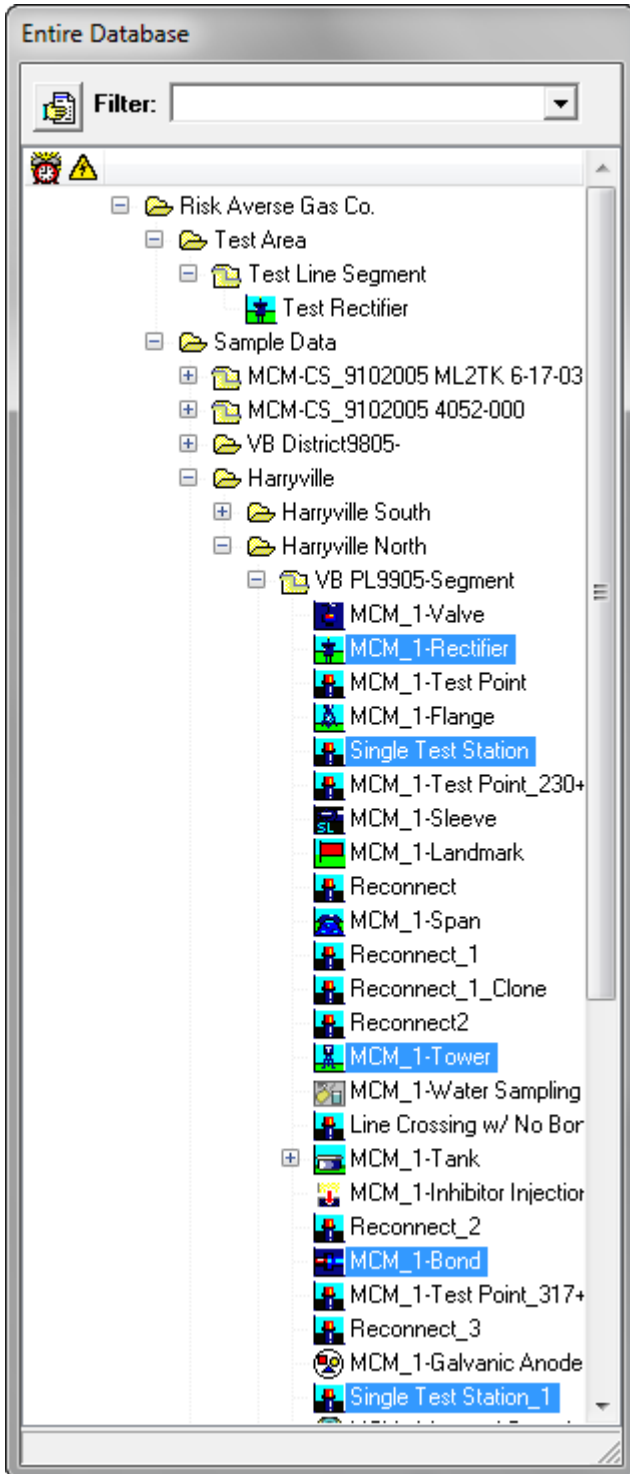 Entire Database
Filter:
Risk Averse Gas Co.
Test Area
Test Line Segment
Test Rectifier
Sample Data
MCM-CS_9102005 ML2TK 6-17-03
MCM-CS_9102005 4052-000
VB District9805-
Harryville
Harryville South
Harryville North
VB PL9905-Segment
MCM_1-Valve
MCM_1-Rectifier
MCM_1-Test Point
MCM_1-Flange
Single Test Station
MCM_1-Test Point_230+
MCM_1-Sleeve
MCM_1-Landmark
Reconnect
MCM_1-Span
Reconnect_1
Reconnect_1_Clone
Reconnect2
MCM_1-Tower
MCM_1-Water Sampling
Line Crossing w/ No Bor
MCM_1-Tank
MCM_1-Inhibitor Injection
Reconnect_2
MCM_1-Bond
MCM_1-Test Point_317+
Reconnect_3
MCM_1-Galvanic Anode
Single Test Station_1